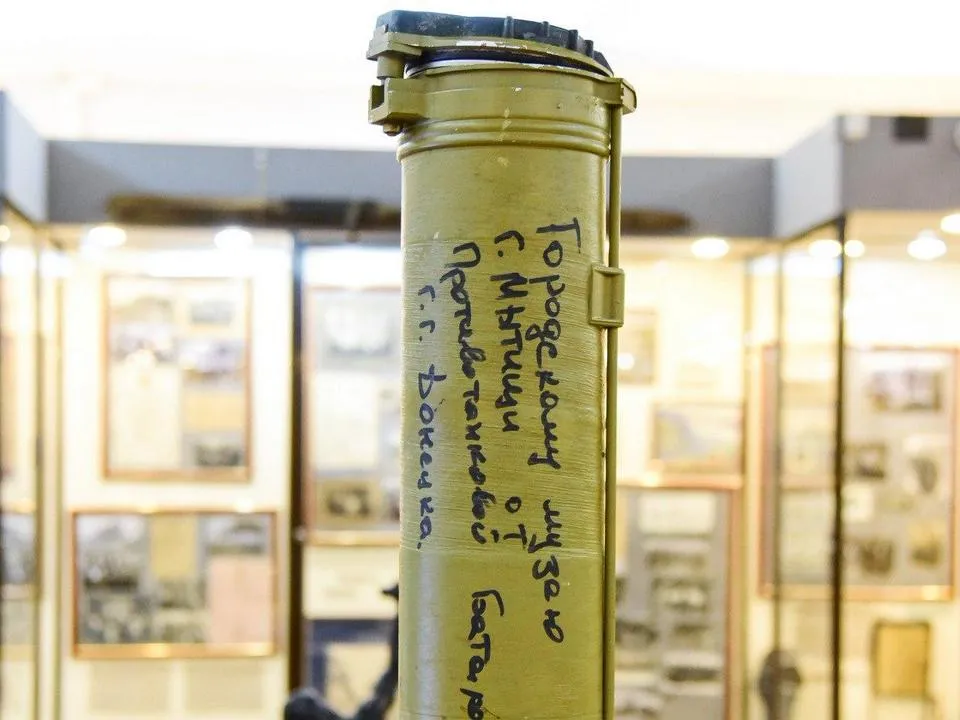 Городскому музею
г. Мытищи от
Противотанковой
г.г. Донецка.